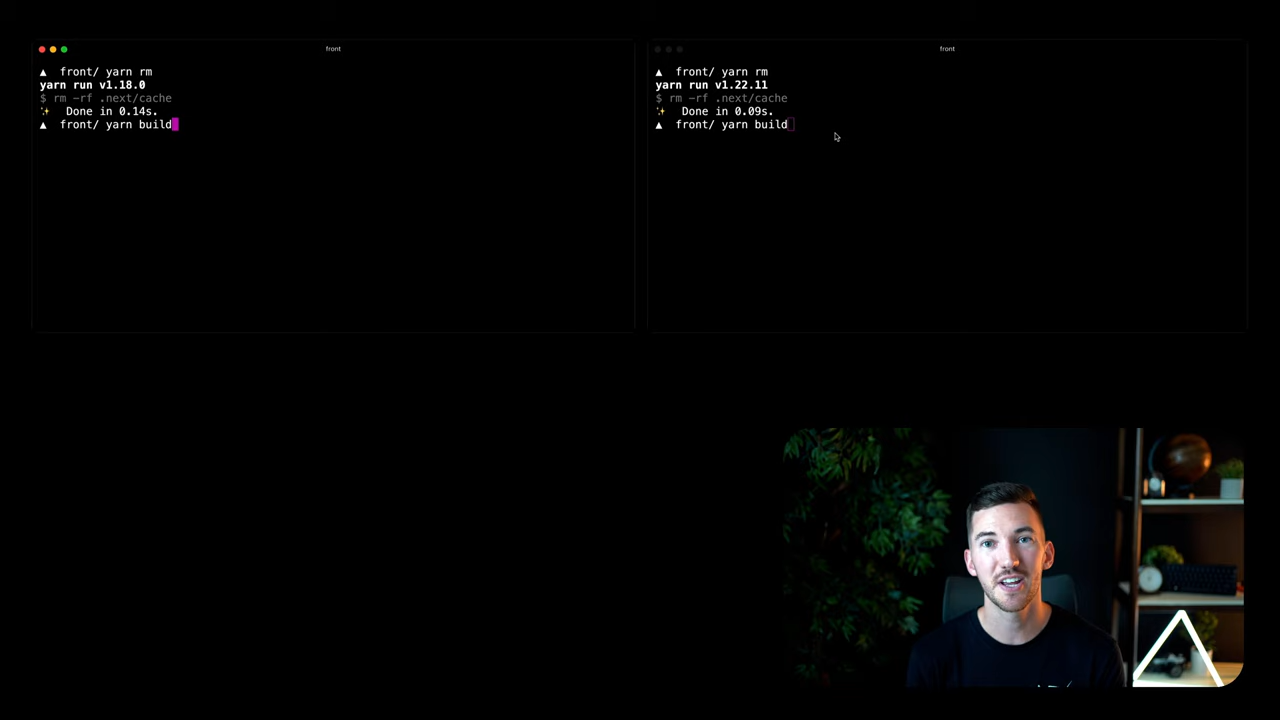 front
▲ front/ yarn rm
yarn run v1.18.0
$ rm -rf .next/cache
✨ Done in 0.14s.
▲ front/ yarn build
front
▲ front/ yarn rm
yarn run v1.22.11
$ rm -rf .next/cache
✨ Done in 0.09s.
▲ front/ yarn build